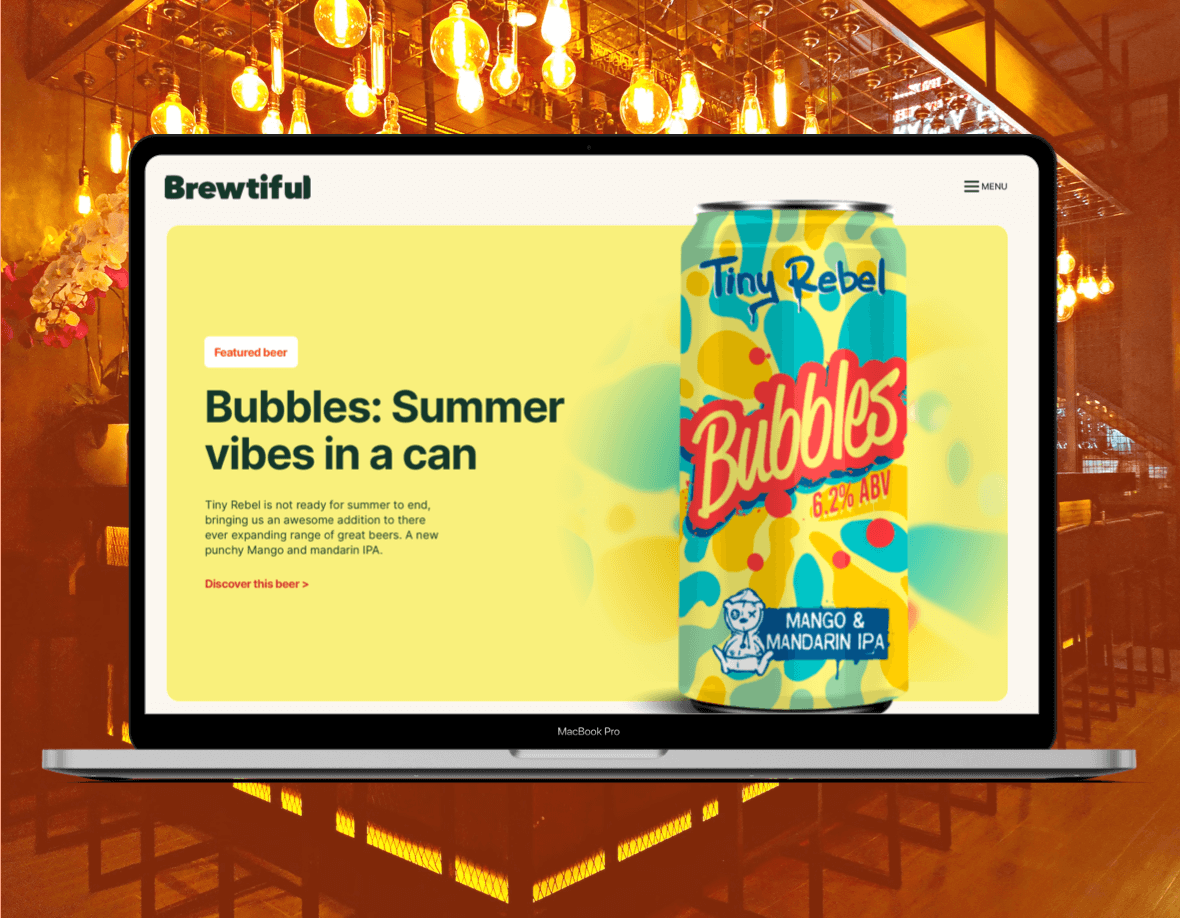 Brewtiful
MENU
Featured beer
Bubbles: Summer
vibes in a can
Tiny Rebel is not ready for summer to end,
bringing us an awesome addition to there
ever expanding range of great beers. A new
punchy Mango and mandarin IPA.
Discover this beer >
Tiny Rebel
Bubbles
6.2% ABV
MANGO &
MANDARIN IPA
MacBook Pro